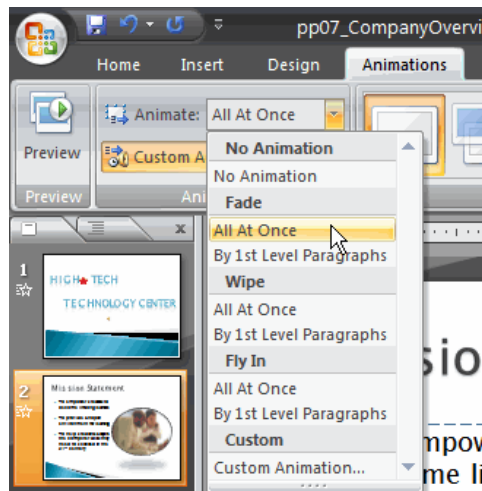 pp07_CompanyOvervi
Home Insert Design Animations
Animate: All At Once
Preview
Custom A
Preview
Ani
No Animation
No Animation
Fade
All At Once
By 1st Level Paragraphs
Wipe
All At Once
By 1st Level Paragraphs
Fly In
All At Once
By 1st Level Paragraphs
Custom
Custom Animation...
x
1
HIGH TECH
TECHNOLOGY CENTER
2
Mission Statement
sio
mpow
me li